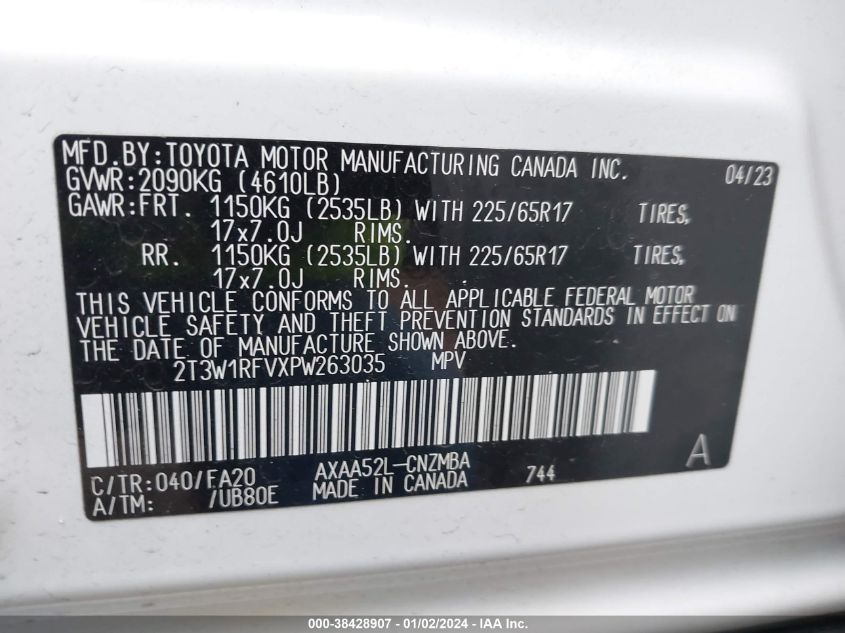 MFD.BY:TOYOTA MOTOR MANUFACTURING CANADA INC. 04/23
GVWR:2090KG (4610LB)
GAWR:FRT. 1150KG (2535LB) WITH 225/65R17 TIRES,
17x7.0J RIMS.
RR. 1150KG (2535LB) WITH 225/65R17 TIRES,
17x7.0J RIMS.
THIS VEHICLE CONFORMS TO ALL APPLICABLE FEDERAL MOTOR
VEHICLE SAFETY AND THEFT PREVENTION STANDARDS IN EFFECT ON
THE DATE OF MANUFACTURE SHOWN ABOVE.
2T3W1RFVXPW263035 MPV
C/TR:040/FA20 AXAA52L-CNZMBA 744 A
A/TM: /UB80E MADE IN CANADA
000-38428907 - 01/02/2024 - IAA Inc.